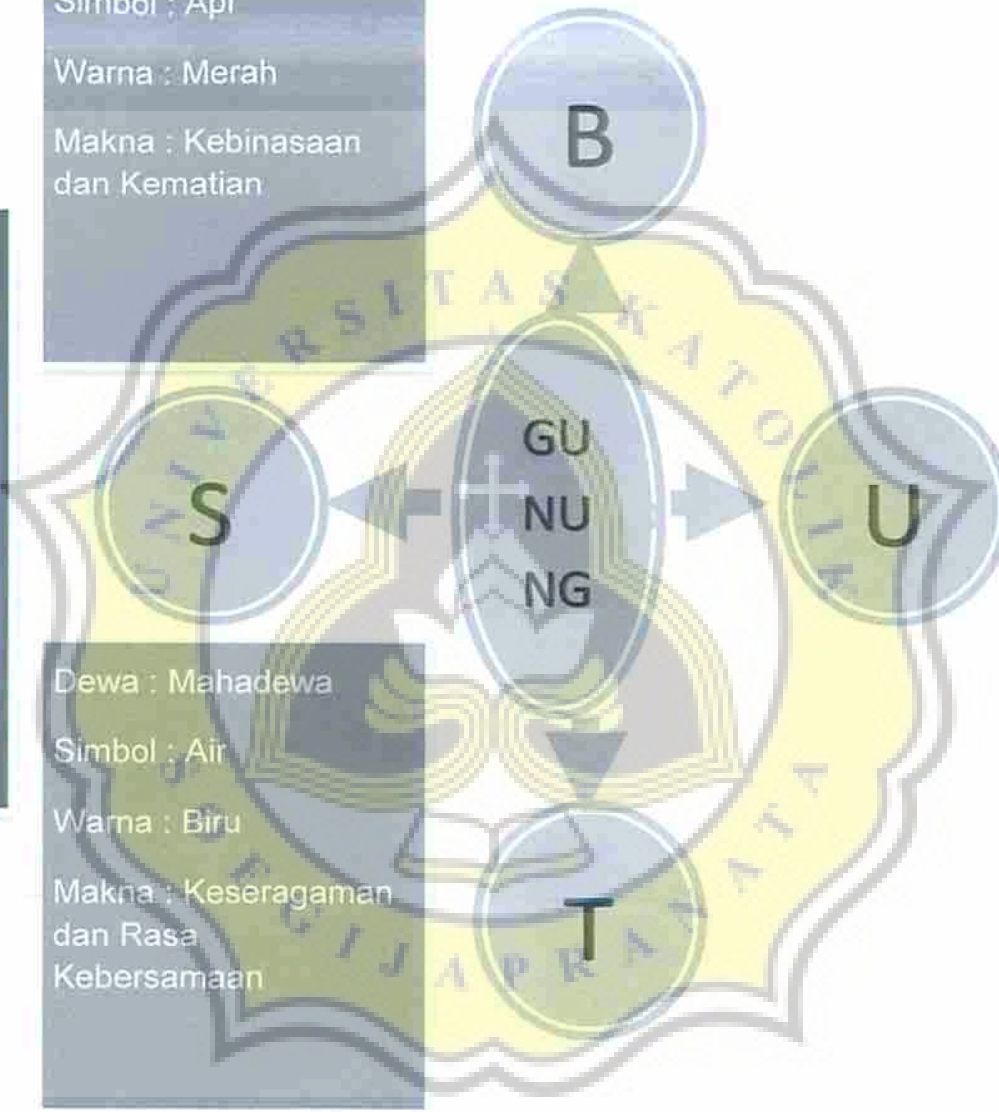 Simbol : Api
Warna : Merah
Makna : Kebinasaan
dan Kematian
B
S
GU
NU
NG
U
Dewa : Mahadewa
Simbol : Air
Warna : Biru
Makna : Keseragaman
dan Rasa
Kebersamaan
T
UNIVERSITAS KATOLIK
SOEGIJAPRANATA